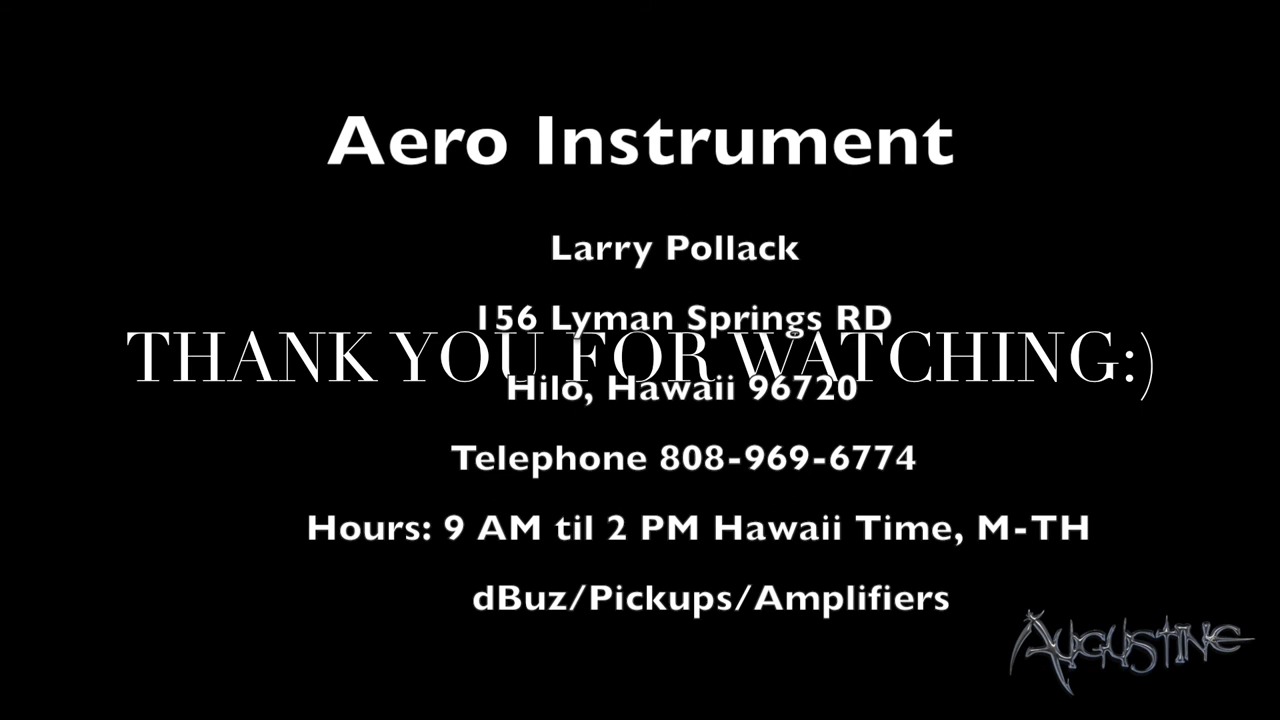 Aero Instrument
Larry Pollack
156 Lyman Springs RD
THANK YOU FOR WATCHING:)
Hilo, Hawaii 96720
Telephone 808-969-6774
Hours: 9 AM til 2 PM Hawaii Time, M-TH
dBuz/Pickups/Amplifiers
AUGUSTINE